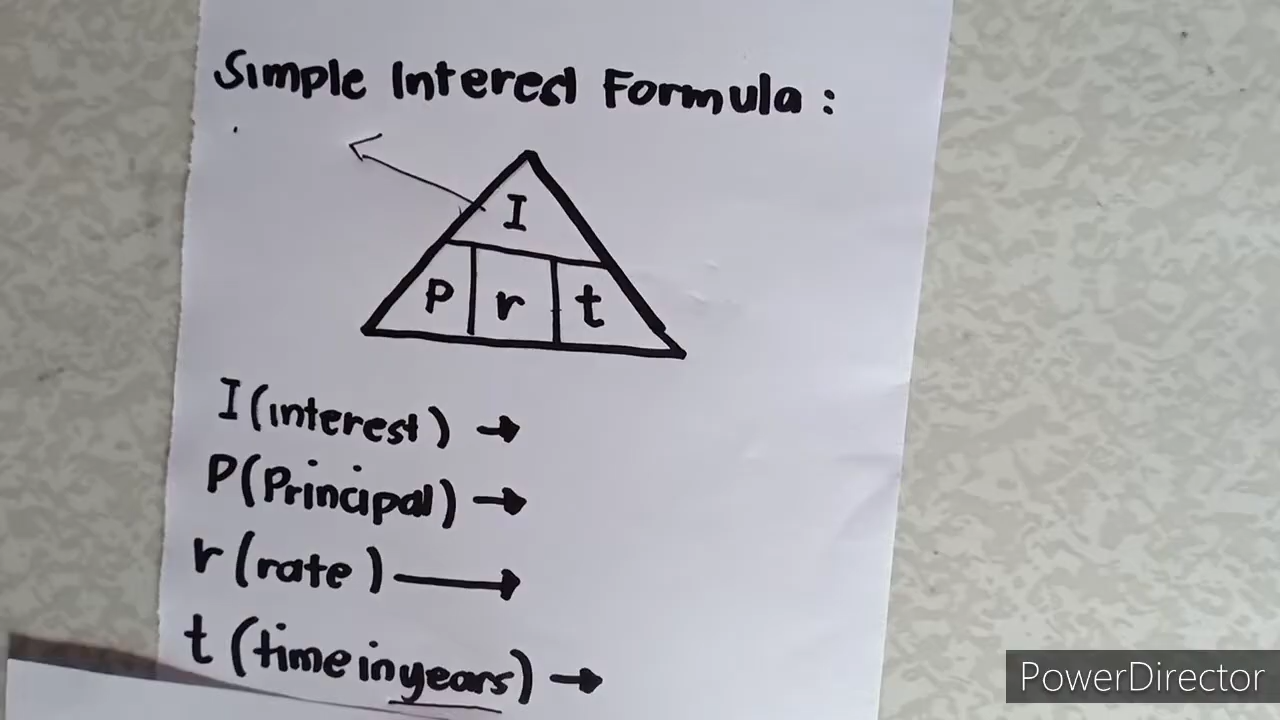 Simple Interest Formula :
I
P r t
I (interest) →
P (Principal) →
r (rate) →
t (time in years) →
PowerDirector